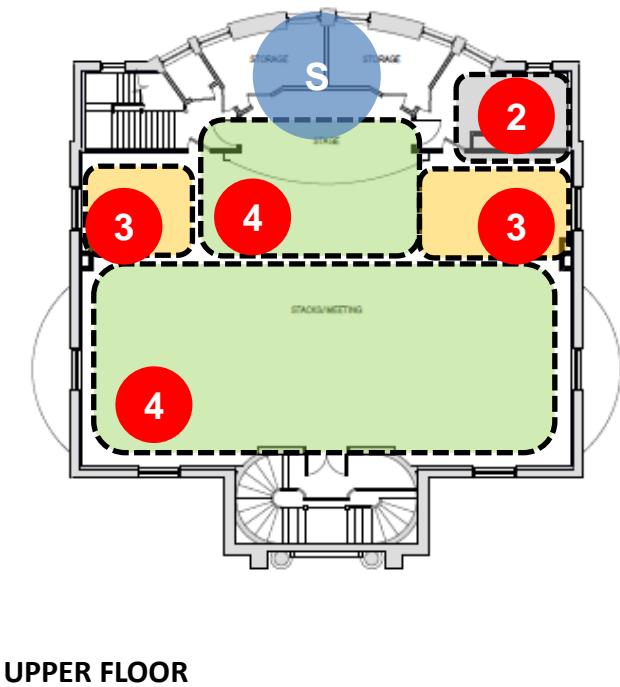 STORAGE STORAGE
S
2
STAGE
3 4 3
STACKS/MEETING
4
UPPER FLOOR